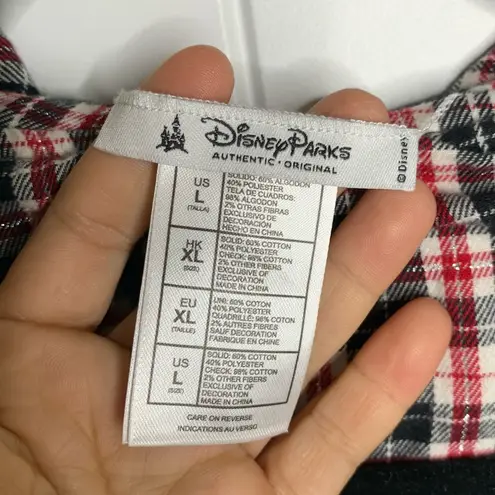 Disney Parks
AUTHENTIC • ORIGINAL
© Disney
US
L
(TALLA)
SOLIDO: 60% ALGODON
40% POLIESTER
TELA DE CUADROS:
98% ALGODON
2% OTRAS FIBRAS
EXCLUSIVO DE
DECORACION
HECHO EN CHINA
HK
XL
(SIZE)
SOLID: 60% COTTON
40% POLYESTER
CHECK: 98% COTTON
2% OTHER FIBERS
EXCLUSIVE OF
DECORATION
MADE IN CHINA
EU
XL
(TAILLE)
UNI: 60% COTON
40% POLYESTER
QUADRILLÉ: 98% COTON
2% AUTRES FIBRES
SAUF DECORATION
FABRIQUE EN CHINE
US
L
(SIZE)
SOLID: 60% COTTON
40% POLYESTER
CHECK: 98% COTTON
2% OTHER FIBERS
EXCLUSIVE OF
DECORATION
MADE IN CHINA
CARE ON REVERSE
INDICATIONS AU VERSO